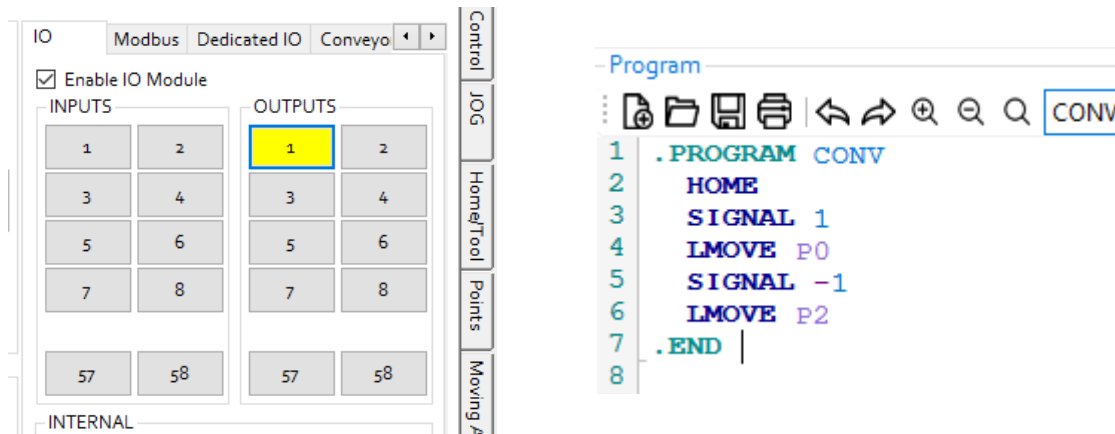 IO Modbus Dedicated IO Conveyo
Enable IO Module
INPUTS
1 2
3 4
5 6
7 8
57 58
OUTPUTS
1 2
3 4
5 6
7 8
57 58
INTERNAL
Control
JOG
Home/Tool
Points
Moving A
Program
CONV
1 .PROGRAM CONV
2 HOME
3 SIGNAL 1
4 LMOVE P0
5 SIGNAL -1
6 LMOVE P2
7 .END
8